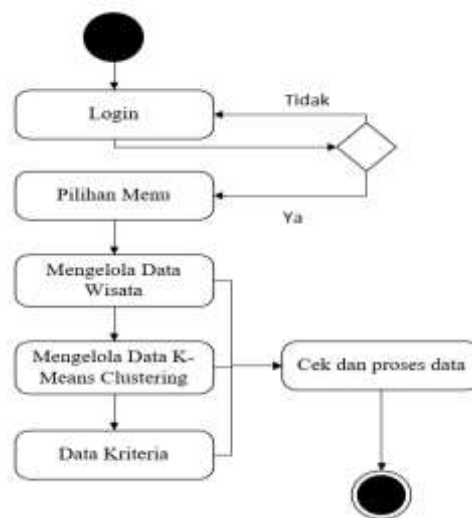 Tidak
Login
Pilihan Menu
Ya
Mengelola Data
Wisata
Mengelola Data K-
Means Clustering
Cek dan proses data
Data Kriteria